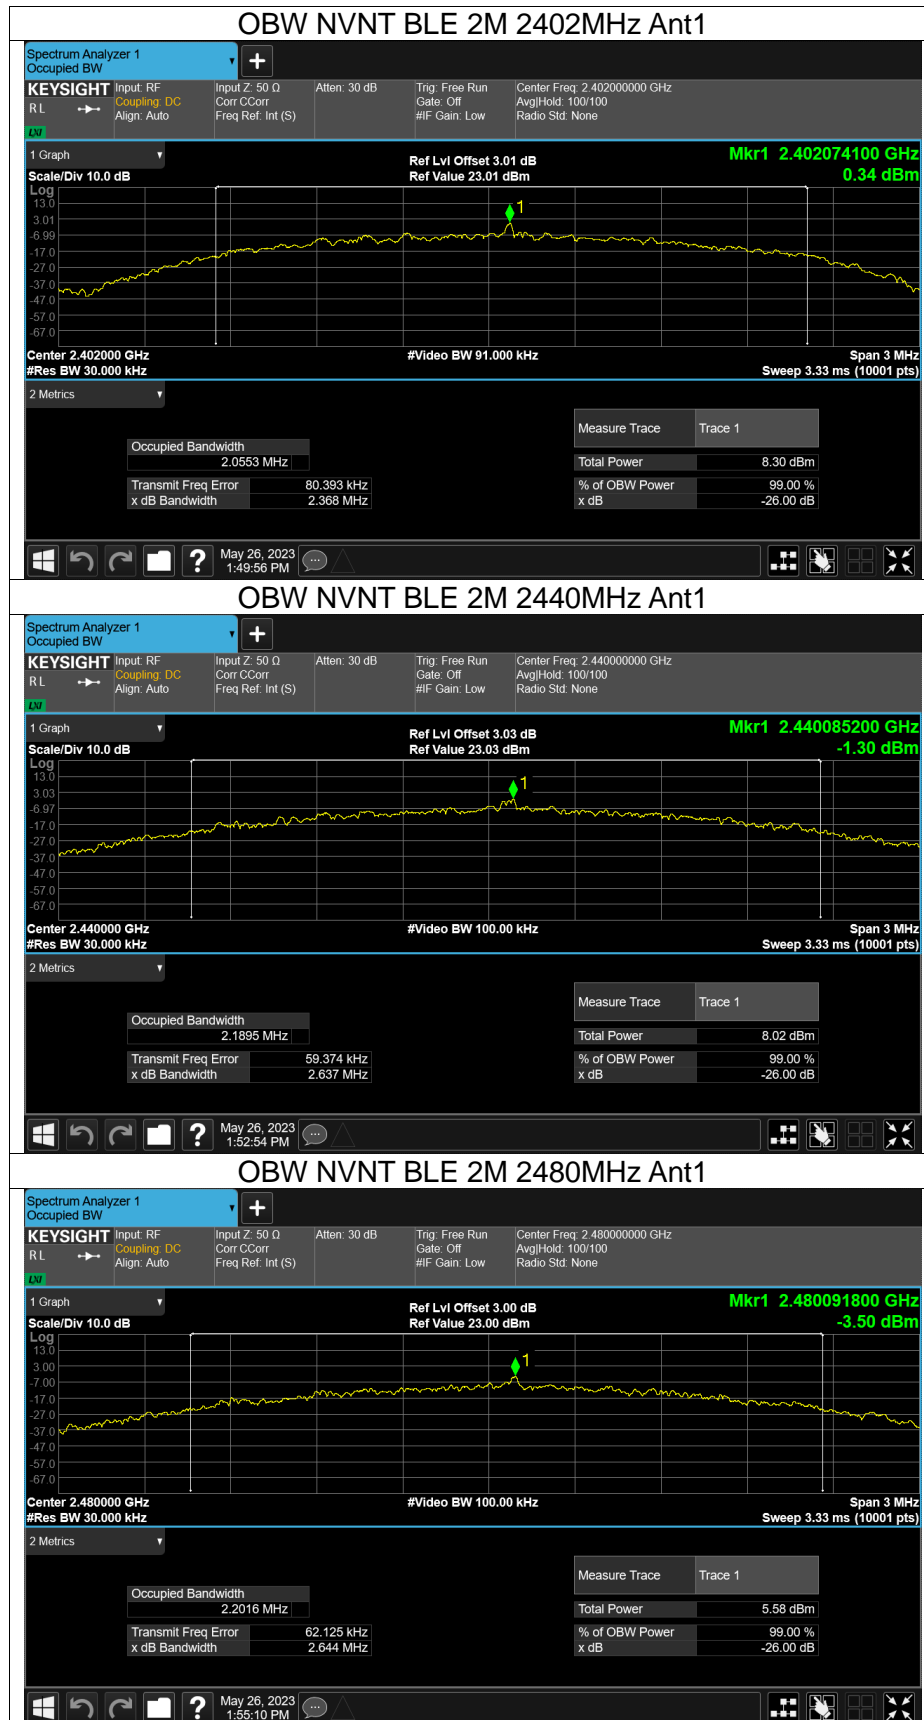 OBW NVNT BLE 2M 2402MHz Ant1
Spectrum Analyzer 1
Occupied BW
+
KEYSIGHT
R L
LXI
Input: RF
Coupling: DC
Align: Auto
Input Z: 50 Ω
Corr CCorr
Freq Ref: Int (S)
Atten: 30 dB
Trig: Free Run
Gate: Off
#IF Gain: Low
Center Freq: 2.402000000 GHz
Avg|Hold: 100/100
Radio Std: None
1 Graph
Scale/Div 10.0 dB
Ref Lvl Offset 3.01 dB
Ref Value 23.01 dBm
Mkr1 2.402074100 GHz
0.34 dBm
Log
13.0
3.01
-6.99
-17.0
-27.0
-37.0
-47.0
-57.0
-67.0
1
Center 2.402000 GHz
#Video BW 91.000 kHz
Span 3 MHz
#Res BW 30.000 kHz
Sweep 3.33 ms (10001 pts)
2 Metrics
Measure Trace Trace 1
Occupied Bandwidth
2.0553 MHz
Total Power 8.30 dBm
Transmit Freq Error 80.393 kHz
% of OBW Power 99.00 %
x dB Bandwidth 2.368 MHz
x dB -26.00 dB
?
May 26, 2023
1:49:56 PM
OBW NVNT BLE 2M 2440MHz Ant1
Spectrum Analyzer 1
Occupied BW
+
KEYSIGHT
R L
LXI
Input: RF
Coupling: DC
Align: Auto
Input Z: 50 Ω
Corr CCorr
Freq Ref: Int (S)
Atten: 30 dB
Trig: Free Run
Gate: Off
#IF Gain: Low
Center Freq: 2.440000000 GHz
Avg|Hold: 100/100
Radio Std: None
1 Graph
Scale/Div 10.0 dB
Ref Lvl Offset 3.03 dB
Ref Value 23.03 dBm
Mkr1 2.440085200 GHz
-1.30 dBm
Log
13.0
3.03
-6.97
-17.0
-27.0
-37.0
-47.0
-57.0
-67.0
1
Center 2.440000 GHz
#Video BW 100.00 kHz
Span 3 MHz
#Res BW 30.000 kHz
Sweep 3.33 ms (10001 pts)
2 Metrics
Measure Trace Trace 1
Occupied Bandwidth
2.1895 MHz
Total Power 8.02 dBm
Transmit Freq Error 59.374 kHz
% of OBW Power 99.00 %
x dB Bandwidth 2.637 MHz
x dB -26.00 dB
?
May 26, 2023
1:52:54 PM
OBW NVNT BLE 2M 2480MHz Ant1
Spectrum Analyzer 1
Occupied BW
+
KEYSIGHT
R L
LXI
Input: RF
Coupling: DC
Align: Auto
Input Z: 50 Ω
Corr CCorr
Freq Ref: Int (S)
Atten: 30 dB
Trig: Free Run
Gate: Off
#IF Gain: Low
Center Freq: 2.480000000 GHz
Avg|Hold: 100/100
Radio Std: None
1 Graph
Scale/Div 10.0 dB
Ref Lvl Offset 3.00 dB
Ref Value 23.00 dBm
Mkr1 2.480091800 GHz
-3.50 dBm
Log
13.0
3.00
-7.00
-17.0
-27.0
-37.0
-47.0
-57.0
-67.0
1
Center 2.480000 GHz
#Video BW 100.00 kHz
Span 3 MHz
#Res BW 30.000 kHz
Sweep 3.33 ms (10001 pts)
2 Metrics
Measure Trace Trace 1
Occupied Bandwidth
2.2016 MHz
Total Power 5.58 dBm
Transmit Freq Error 62.125 kHz
% of OBW Power 99.00 %
x dB Bandwidth 2.644 MHz
x dB -26.00 dB
?
May 26, 2023
1:55:10 PM